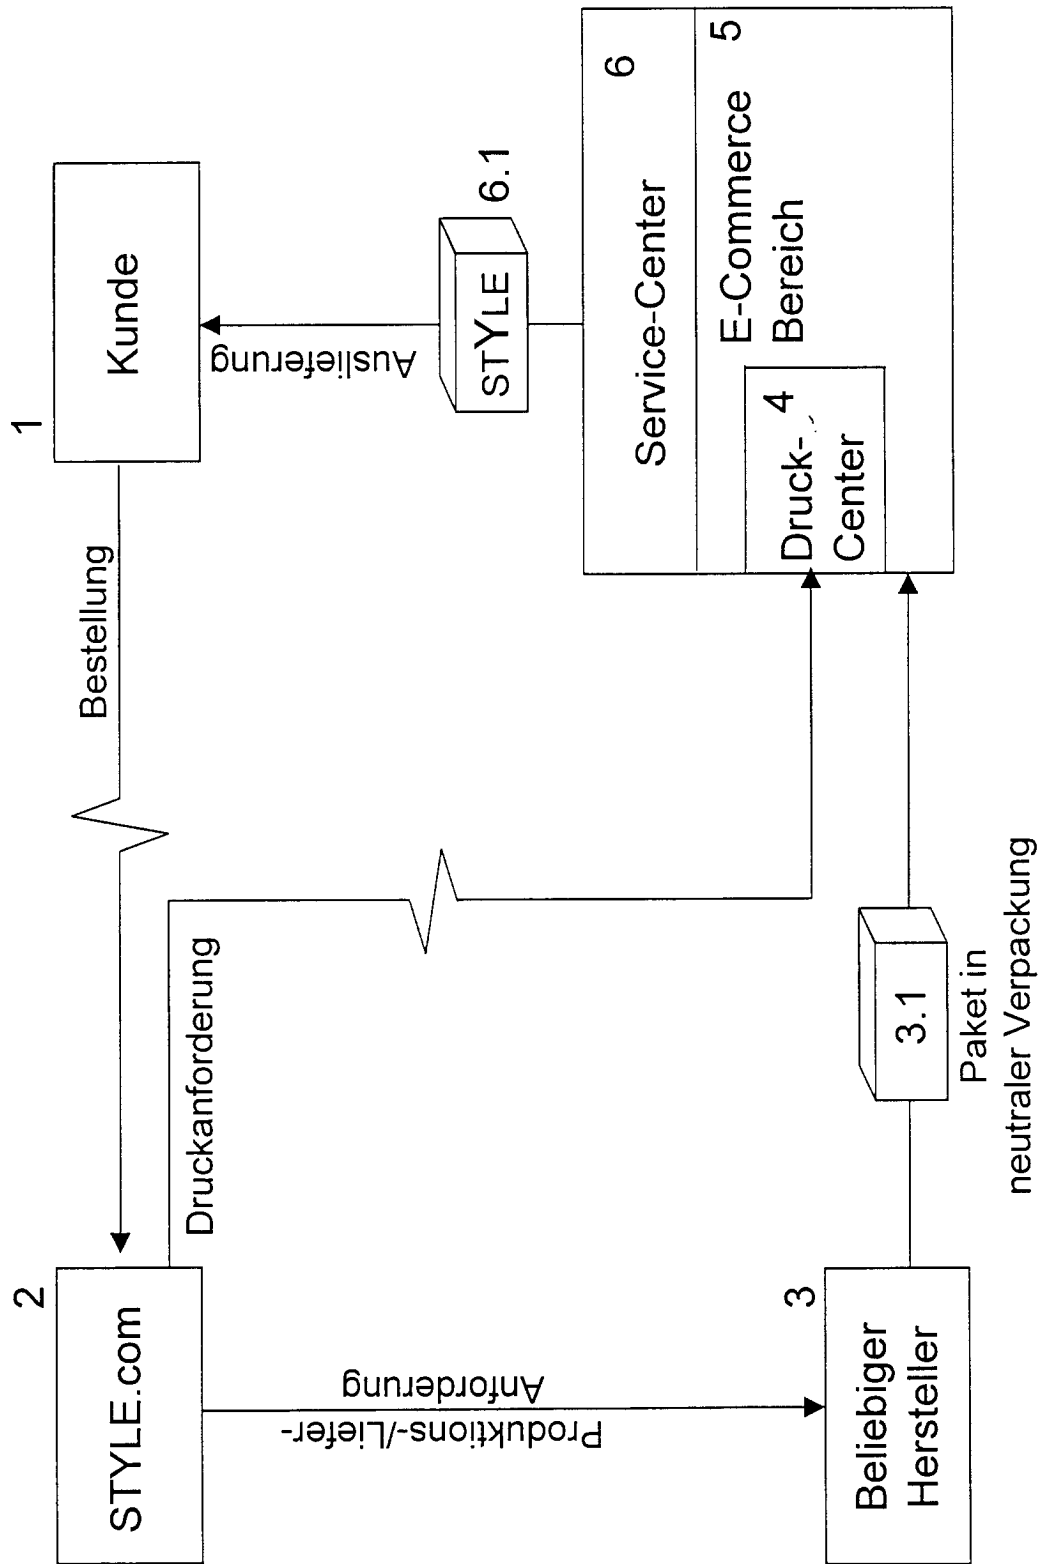 2
STYLE.com
Bestellung
1
Kunde
Druckanforderung
Produktions-/Liefer-
Anforderung
Auslieferung
STYLE
6.1
3
Beliebiger
Hersteller
3.1
Paket in
neutraler Verpackung
Service-Center
6
E-Commerce
Bereich
5
Druck-
Center
4